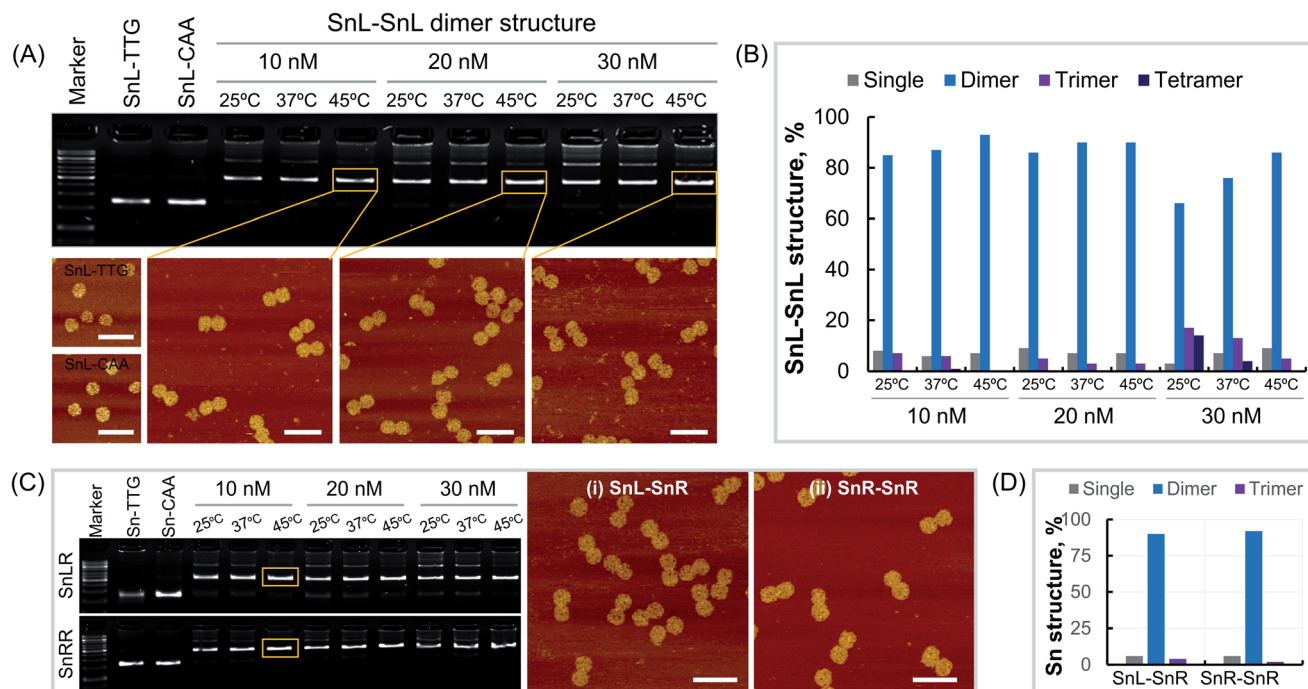 (A)
SnL-SnL dimer structure
10 nM 20 nM 30 nM
Marker SnL-TTG SnL-CAA 25ºC 37ºC 45ºC 25ºC 37ºC 45ºC 25ºC 37ºC 45ºC
SnL-TTG
SnL-CAA
(B)
Single Dimer Trimer Tetramer
SnL-SnL structure, %
100
80
60
40
20
0
25ºC 37ºC 45ºC 25ºC 37ºC 45ºC 25ºC 37ºC 45ºC
10 nM 20 nM 30 nM
(C)
10 nM 20 nM 30 nM
Marker Sn-TTG Sn-CAA 25ºC 37ºC 45ºC 25ºC 37ºC 45ºC 25ºC 37ºC 45ºC
SnLR
SnRR
(i) SnL-SnR
(ii) SnR-SnR
(D)
Single Dimer Trimer
Sn structure, %
100
75
50
25
0
SnL-SnR SnR-SnR